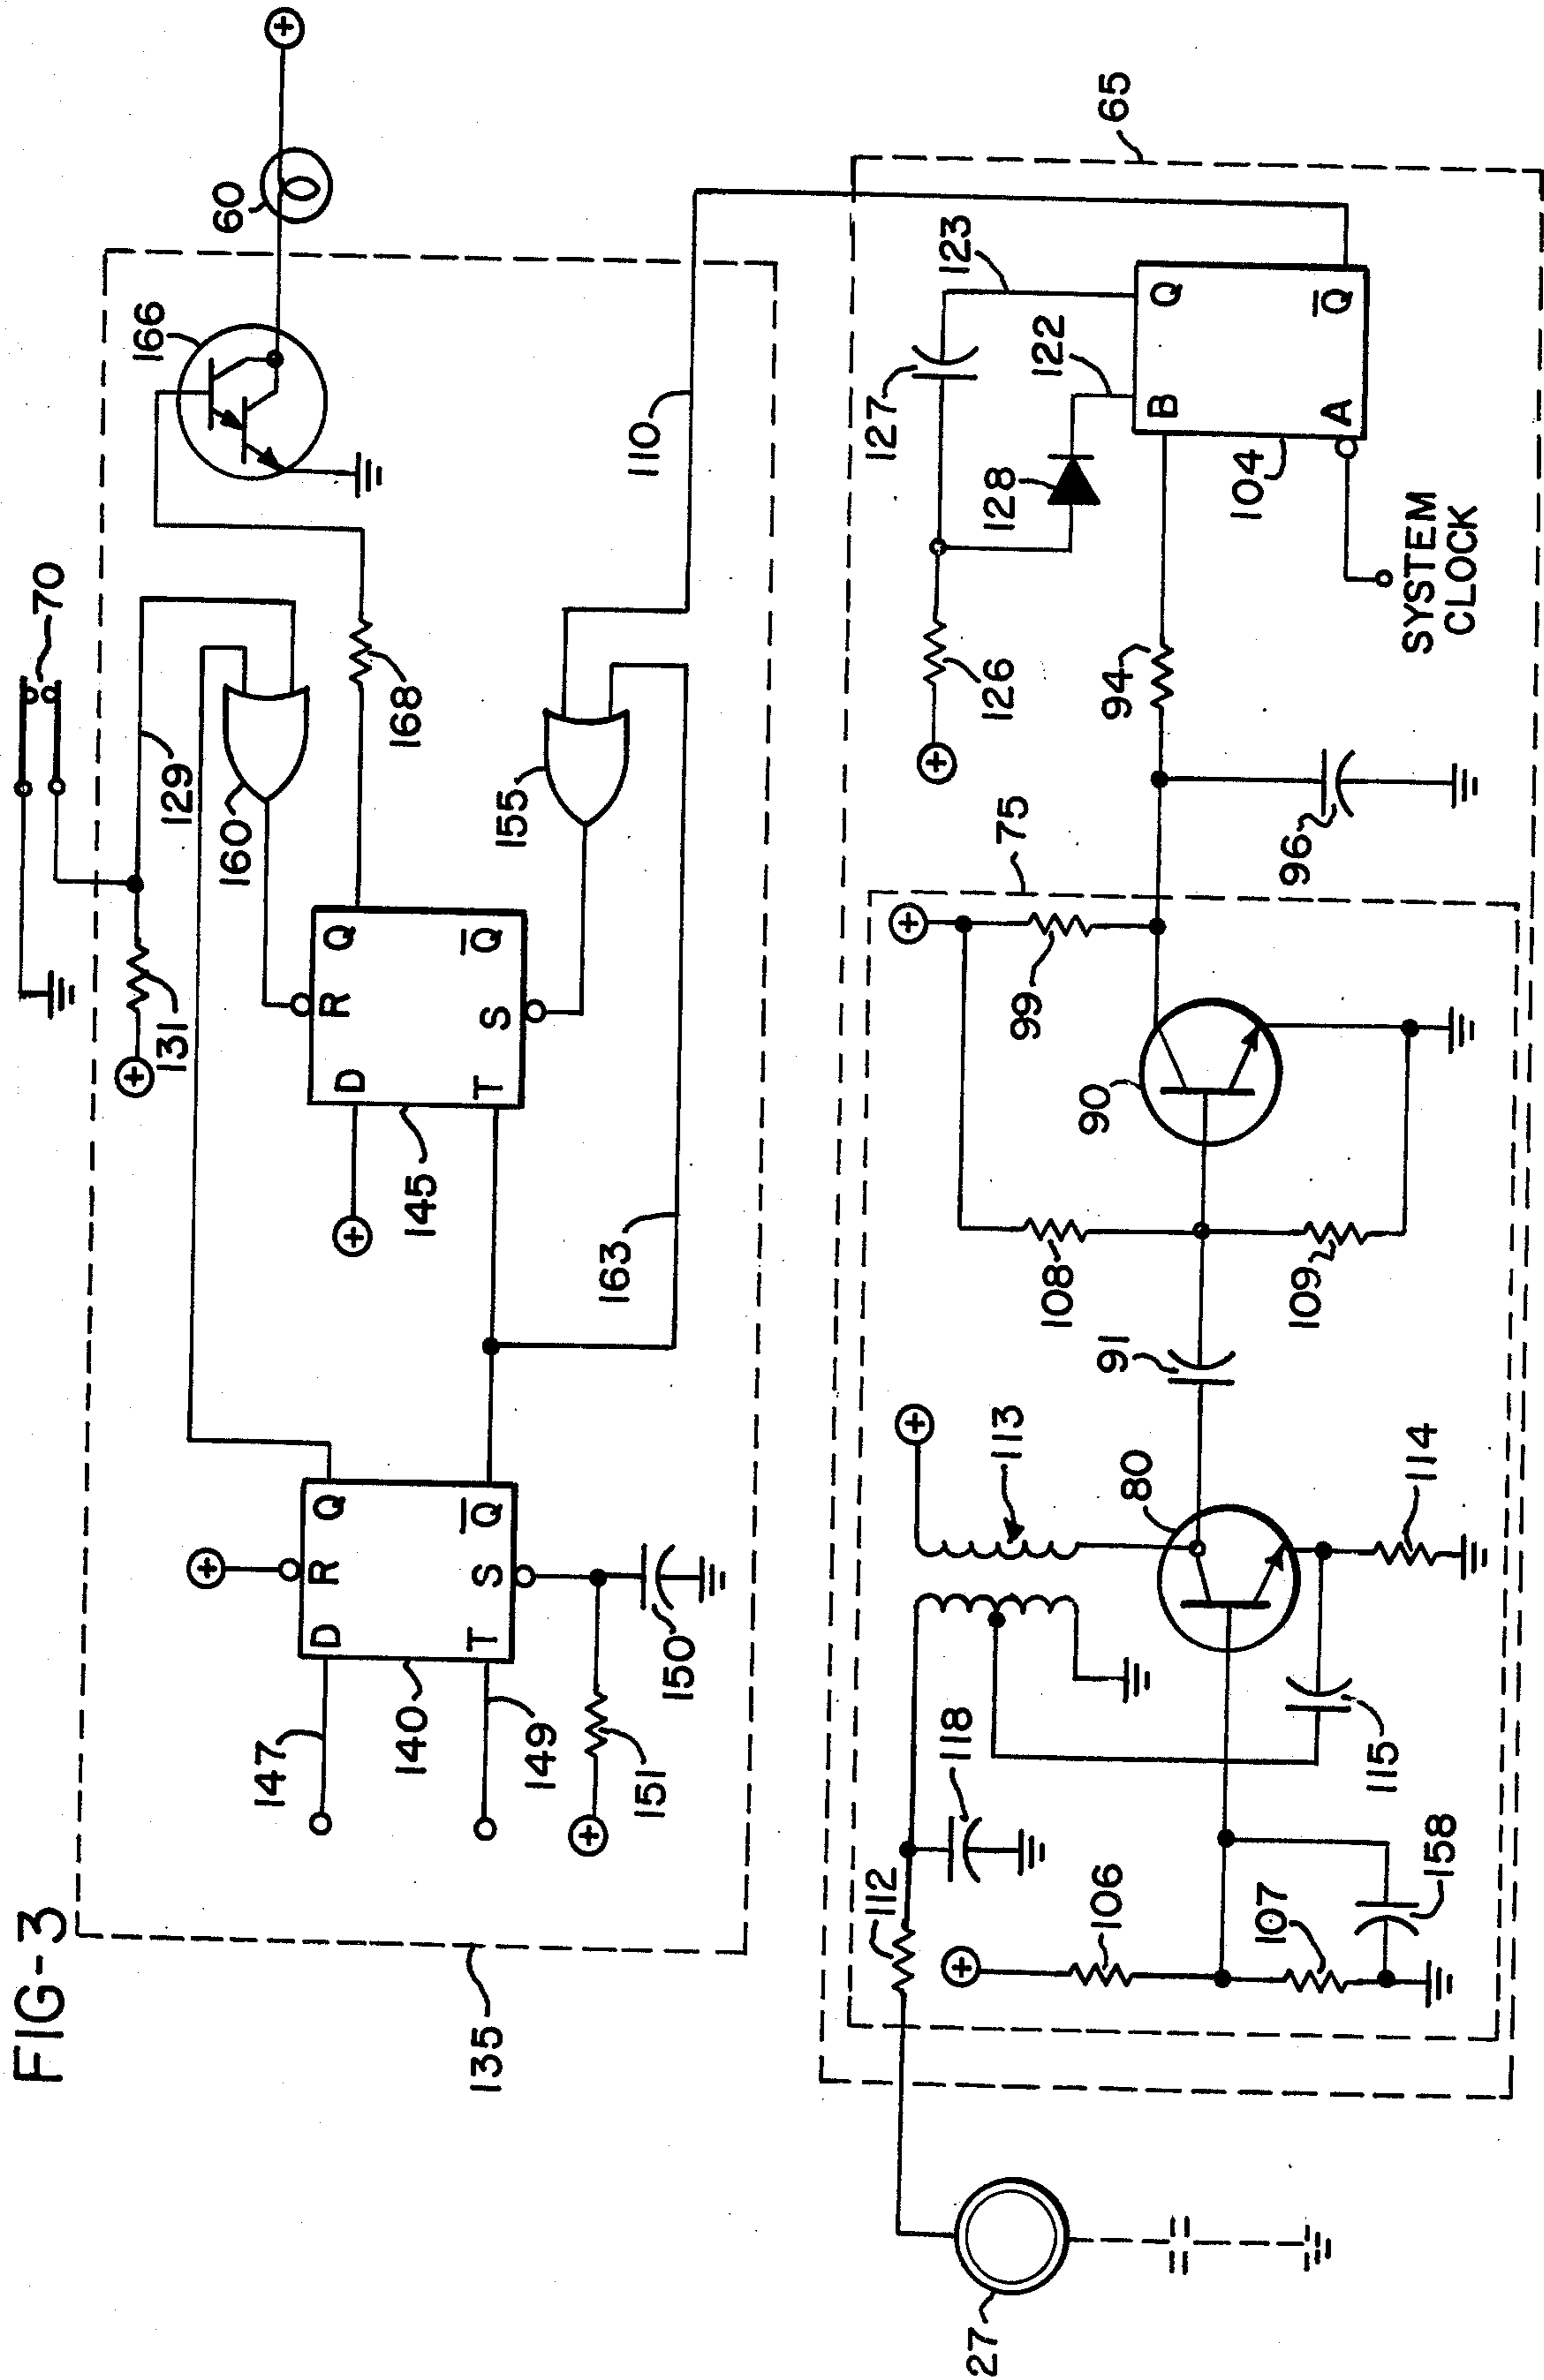 FIG-3
135
147
140
149
151
150
D
R
Q
T
S
Q
163
145
D
R
Q
T
S
Q
131
129
160
155
168
70
166
60
110
27
112
118
106
107
158
115
113
80
114
91
108
109
90
99
75
96
94
126
128
127
122
123
104
B
Q
A
Q
SYSTEM
CLOCK
65